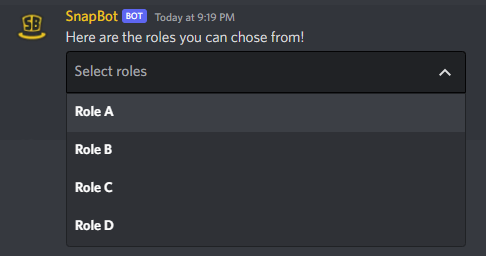 SnapBot BOT Today at 9:19 PM
Here are the roles you can chose from!
Select roles
Role A
Role B
Role C
Role D